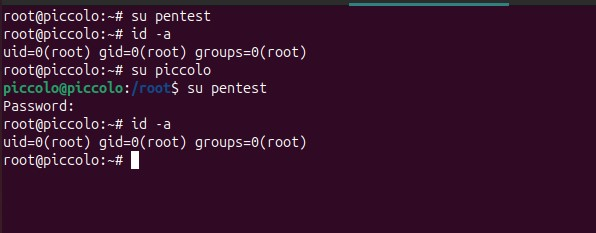 root@piccolo:~# su pentest
root@piccolo:~# id -a
uid=0(root) gid=0(root) groups=0(root)
root@piccolo:~# su piccolo
piccolo@piccolo:/root$ su pentest
Password:
root@piccolo:~# id -a
uid=0(root) gid=0(root) groups=0(root)
root@piccolo:~#